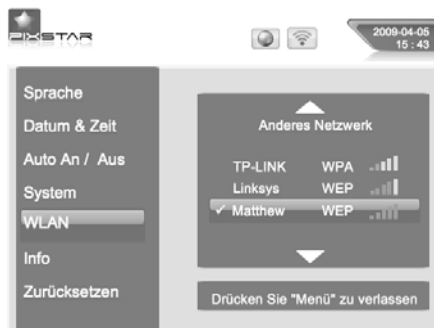 PIXSTAR
2009-04-05
15 : 43
Sprache
Datum & Zeit
Auto An / Aus
System
WLAN
Info
Zurücksetzen
Anderes Netzwerk
TP-LINK WPA
Linksys WEP
✓ Matthew WEP
Drücken Sie "Menü" zu verlassen